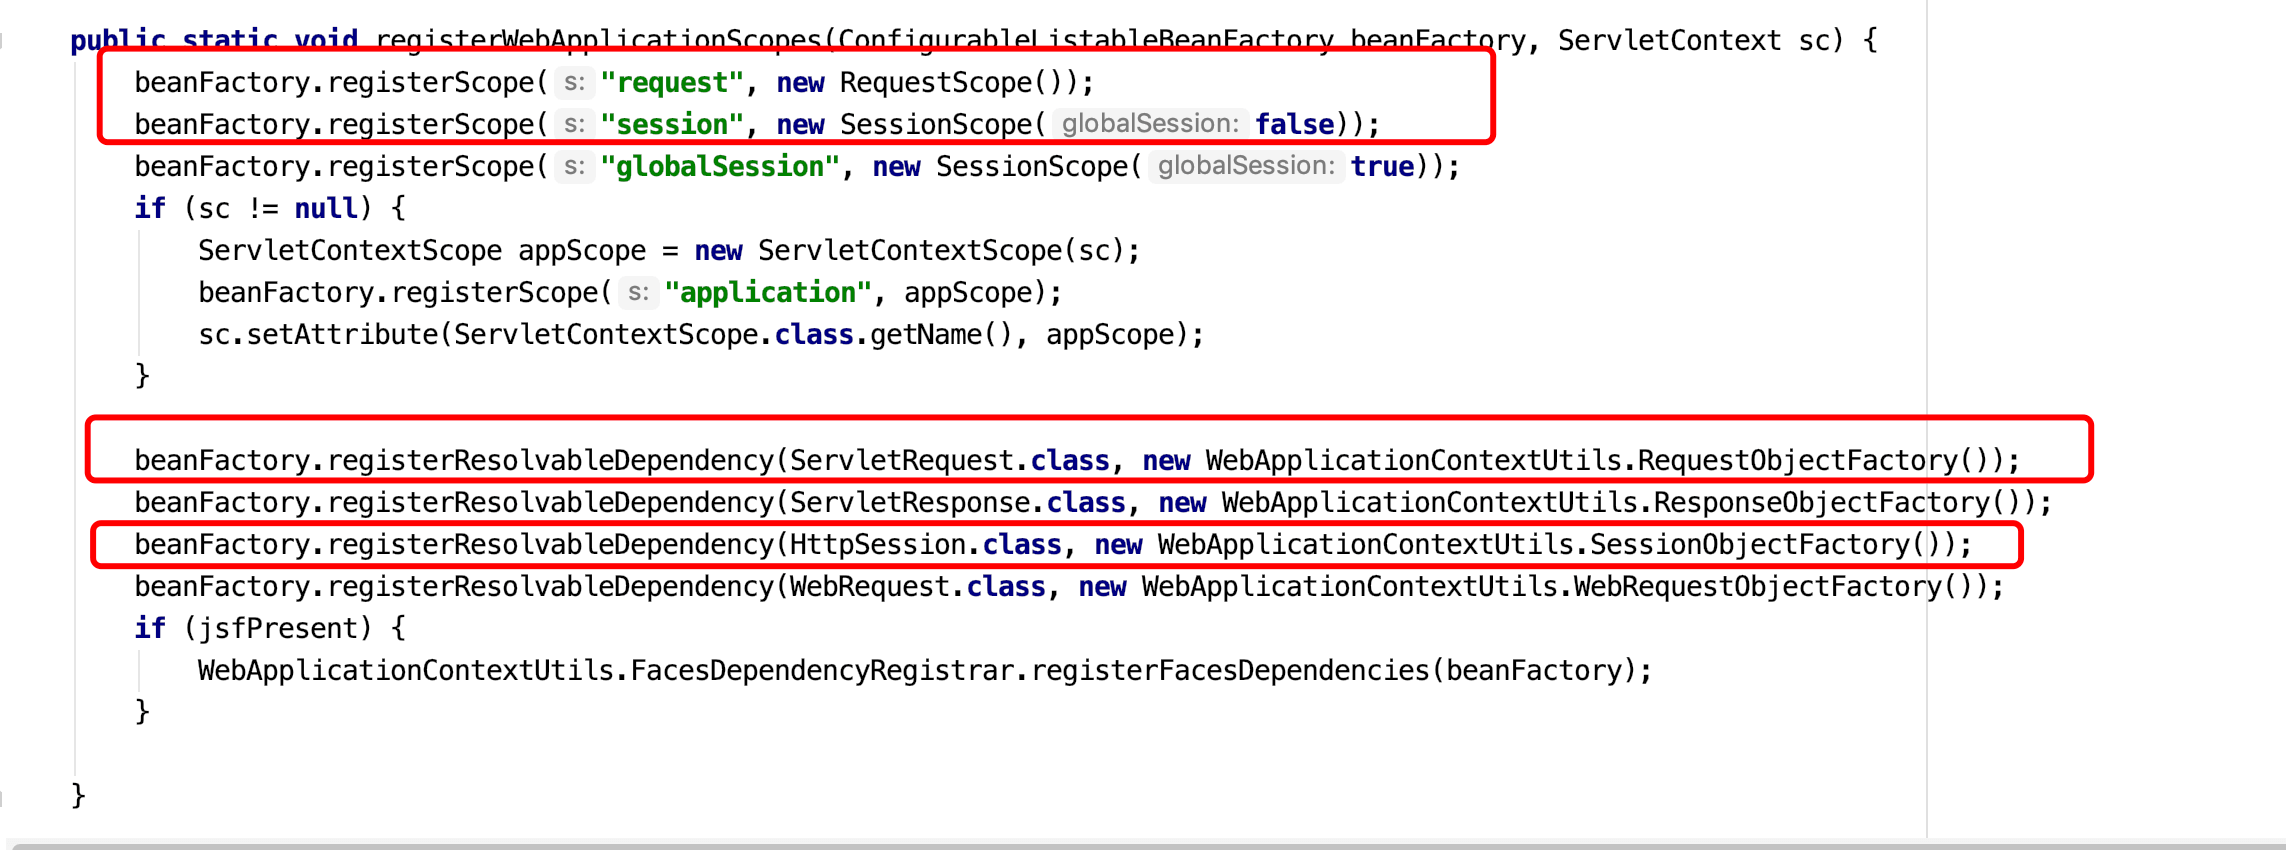 public static void registerWebApplicationScopes(ConfigurableListableBeanFactory beanFactory, ServletContext sc) {
beanFactory.registerScope( s: "request", new RequestScope());
beanFactory.registerScope( s: "session", new SessionScope( globalSession: false));
beanFactory.registerScope( s: "globalSession", new SessionScope( globalSession: true));
if (sc != null) {
ServletContextScope appScope = new ServletContextScope(sc);
beanFactory.registerScope( s: "application", appScope);
sc.setAttribute(ServletContextScope.class.getName(), appScope);
}
beanFactory.registerResolvableDependency(ServletRequest.class, new WebApplicationContextUtils.RequestObjectFactory());
beanFactory.registerResolvableDependency(ServletResponse.class, new WebApplicationContextUtils.ResponseObjectFactory());
beanFactory.registerResolvableDependency(HttpSession.class, new WebApplicationContextUtils.SessionObjectFactory());
beanFactory.registerResolvableDependency(WebRequest.class, new WebApplicationContextUtils.WebRequestObjectFactory());
if (jsfPresent) {
WebApplicationContextUtils.FacesDependencyRegistrar.registerFacesDependencies(beanFactory);
}
}